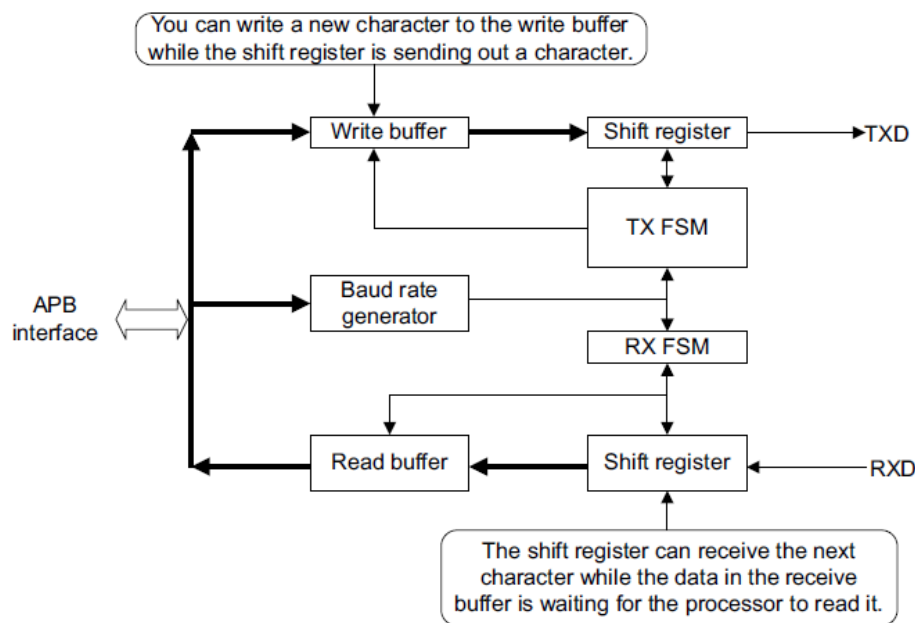 You can write a new character to the write buffer
while the shift register is sending out a character.
Write buffer
Shift register
TXD
TX FSM
APB
interface
Baud rate
generator
RX FSM
Read buffer
Shift register
RXD
The shift register can receive the next
character while the data in the receive
buffer is waiting for the processor to read it.